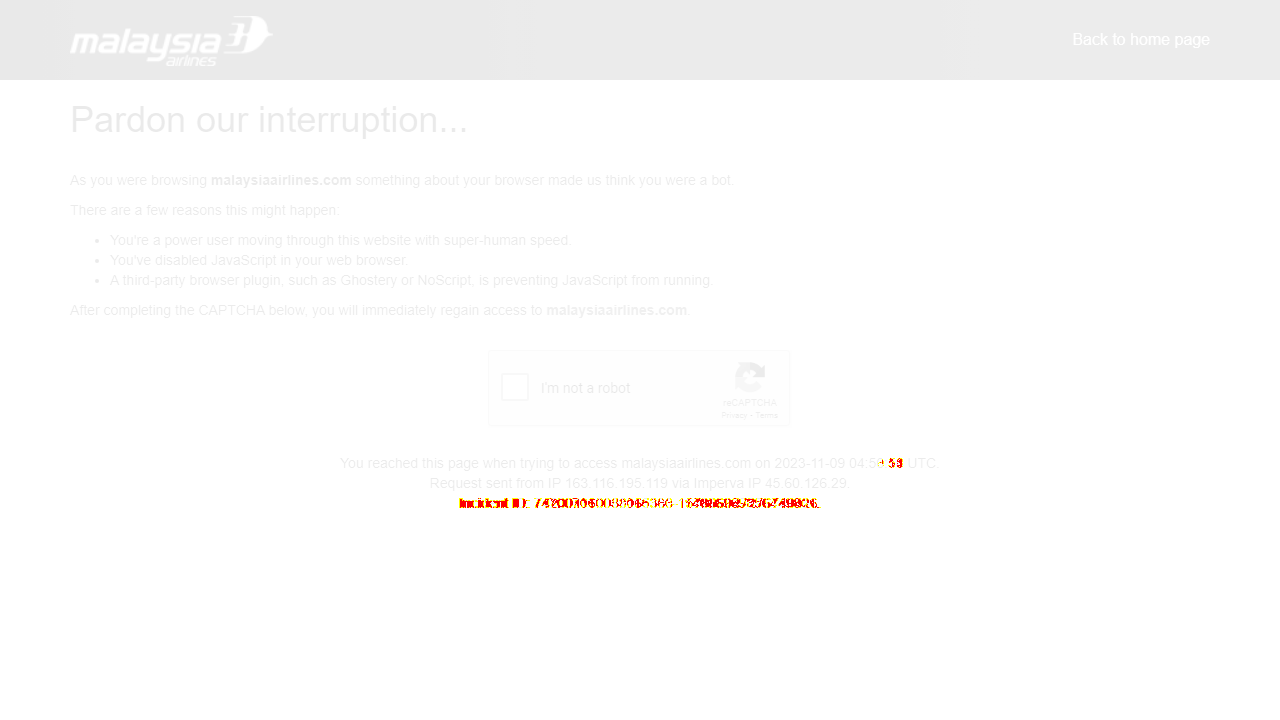 malaysia
airlines
Back to home page
Pardon our interruption...
As you were browsing malaysiaairlines.com something about your browser made us think you were a bot.
There are a few reasons this might happen:
• You're a power user moving through this website with super-human speed.
• You've disabled JavaScript in your web browser.
• A third-party browser plugin, such as Ghostery or NoScript, is preventing JavaScript from running.
After completing the CAPTCHA below, you will immediately regain access to malaysiaairlines.com.
I'm not a robot
reCAPTCHA
Privacy - Terms
You reached this page when trying to access malaysiaairlines.com on 2023-11-09 UTC.
Request sent from IP 163.116.195.119 via Imperva IP 45.60.126.29.
Incident ID: